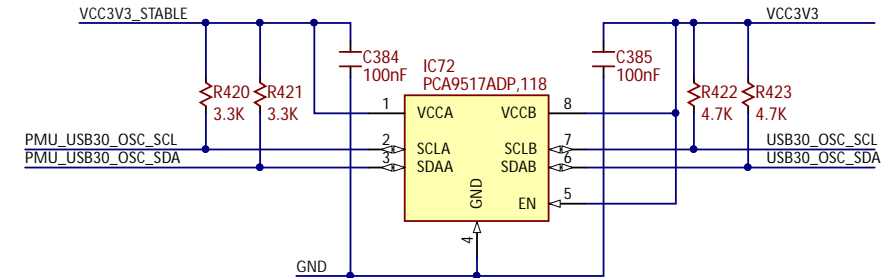 VCC3V3_STABLE
VCC3V3
C384
100nF
IC72
PCA9517ADP,118
C385
100nF
R420
3.3K
R421
3.3K
R422
4.7K
R423
4.7K
1
VCCA
VCCB
8
PMU_USB30_OSC_SCL
2
SCLA
SCLB
7
USB30_OSC_SCL
PMU_USB30_OSC_SDA
3
SDAA
SDAB
6
USB30_OSC_SDA
GND
EN
5
4
GND